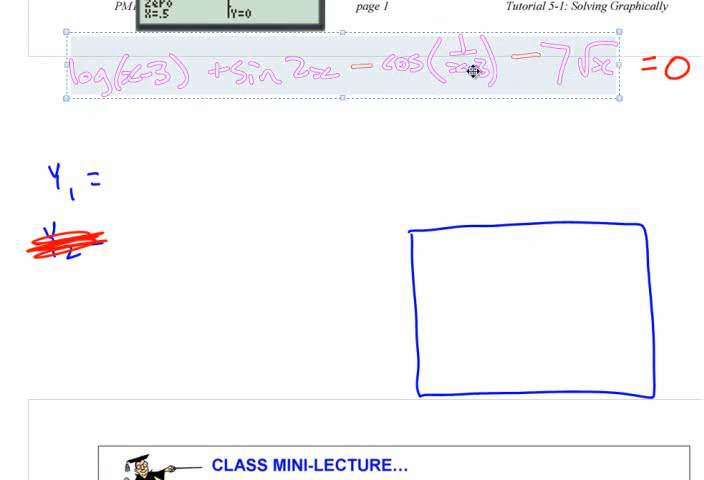 Zero
X=.5 Y=0
page 1 Tutorial 5-1: Solving Graphically
log(x-3) + sin 2x - cos(1/(x-3)) - 7√x = 0
Y₁ =
CLASS MINI-LECTURE…